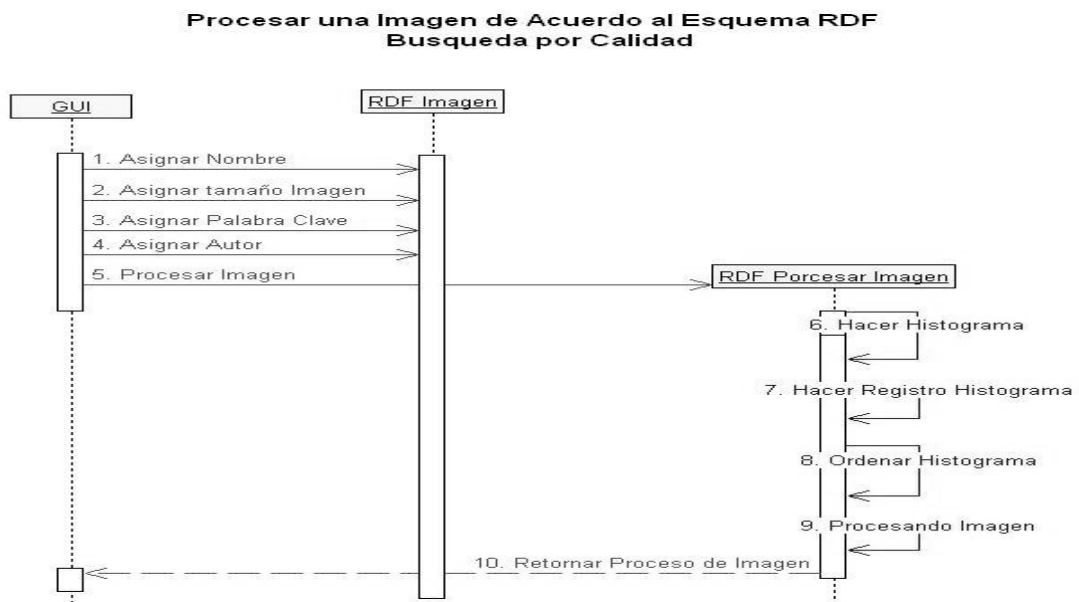 Procesar una Imagen de Acuerdo al Esquema RDF
Busqueda por Calidad
GUI
RDF Imagen
1. Asignar Nombre
2. Asignar tamaño Imagen
3. Asignar Palabra Clave
4. Asignar Autor
5. Procesar Imagen
RDF Porcesar Imagen
6. Hacer Histograma
7. Hacer Registro Histograma
8. Ordenar Histograma
9. Procesando Imagen
10. Retornar Proceso de Imagen